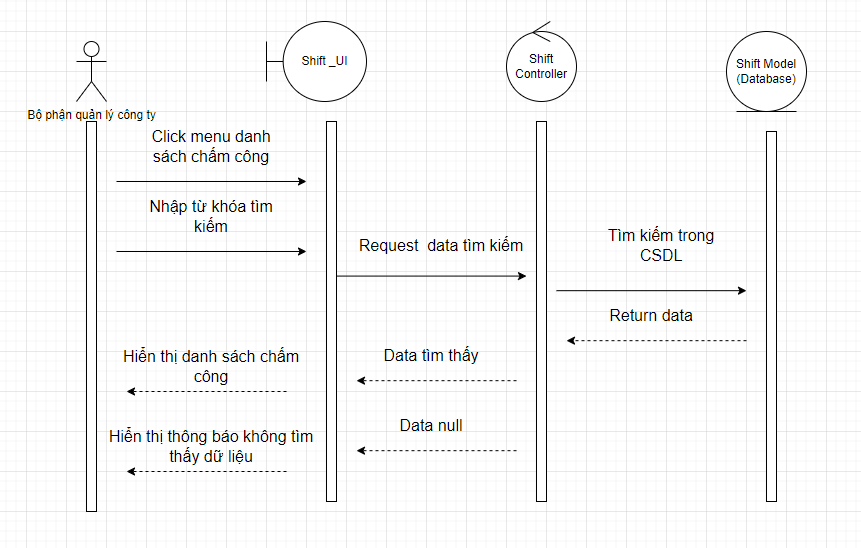 Shift _UI
Shift
Controller
Shift Model
(Database)
Bộ phận quản lý công ty
Click menu danh
sách chấm công
Nhập từ khóa tìm
kiếm
Request data tìm kiếm
Tìm kiếm trong
CSDL
Return data
Hiển thị danh sách chấm
công
Data tìm thấy
Data null
Hiển thị thông báo không tìm
thấy dữ liệu